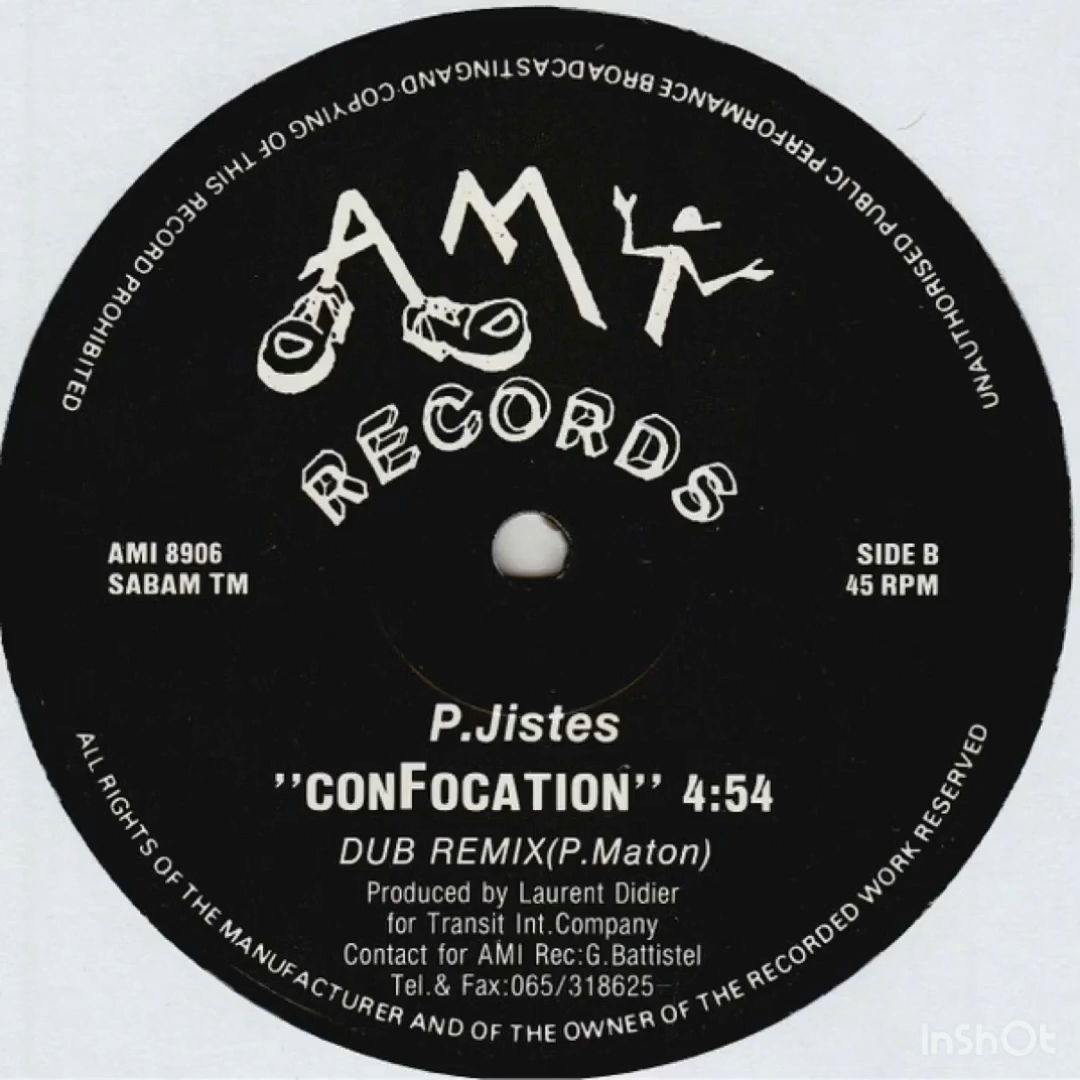 UNAUTHORISED PUBLIC PERFORMANCE BROADCASTING AND COPYING OF THIS RECORD PROHIBITED
AMI
RECORDS
AMI 8906
SABAM TM
SIDE B
45 RPM
P.Jistes
"CONFOCATION" 4:54
DUB REMIX(P.Maton)
Produced by Laurent Didier
for Transit Int.Company
Contact for AMI Rec:G.Battistel
Tel.& Fax:065/318625
ALL RIGHTS OF THE MANUFACTURER AND OF THE OWNER OF THE RECORDED WORK RESERVED
InShOt